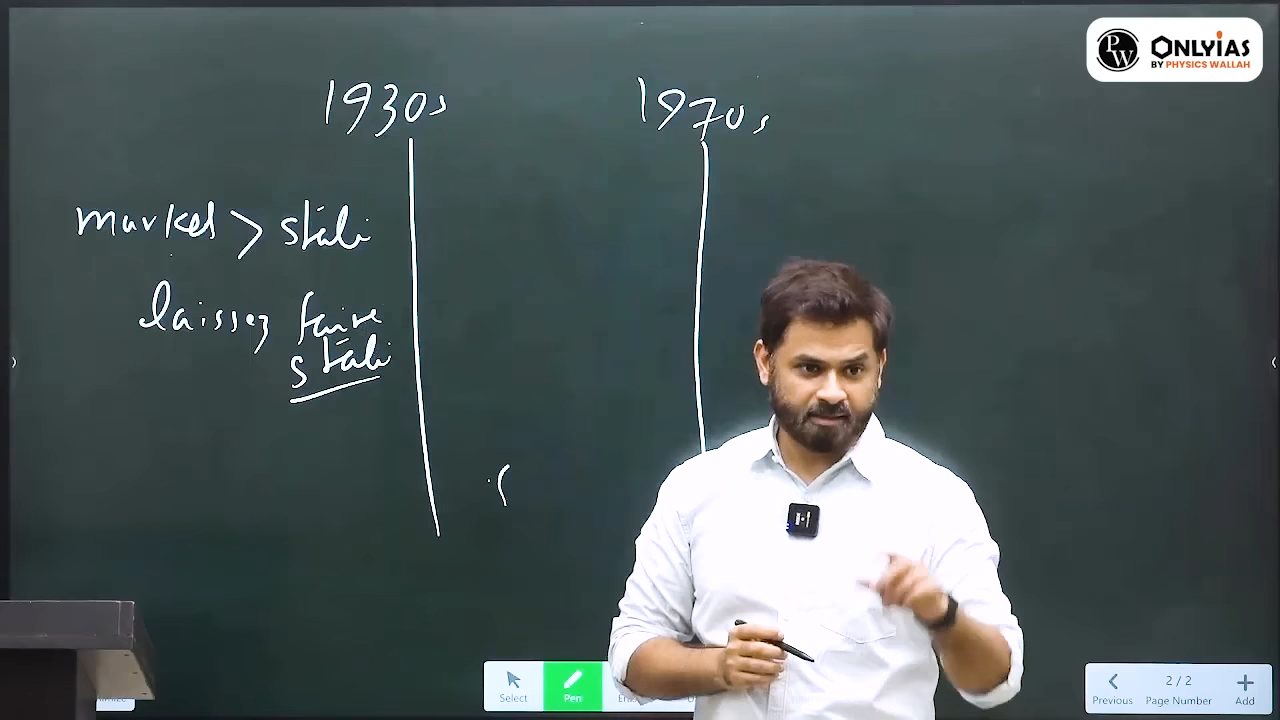 PW ONLYIAS
BY PHYSICS WALLAH
1930s 1970s
market > state
laissez faire
state
Select Pen
2 / 2
Previous Page Number Add